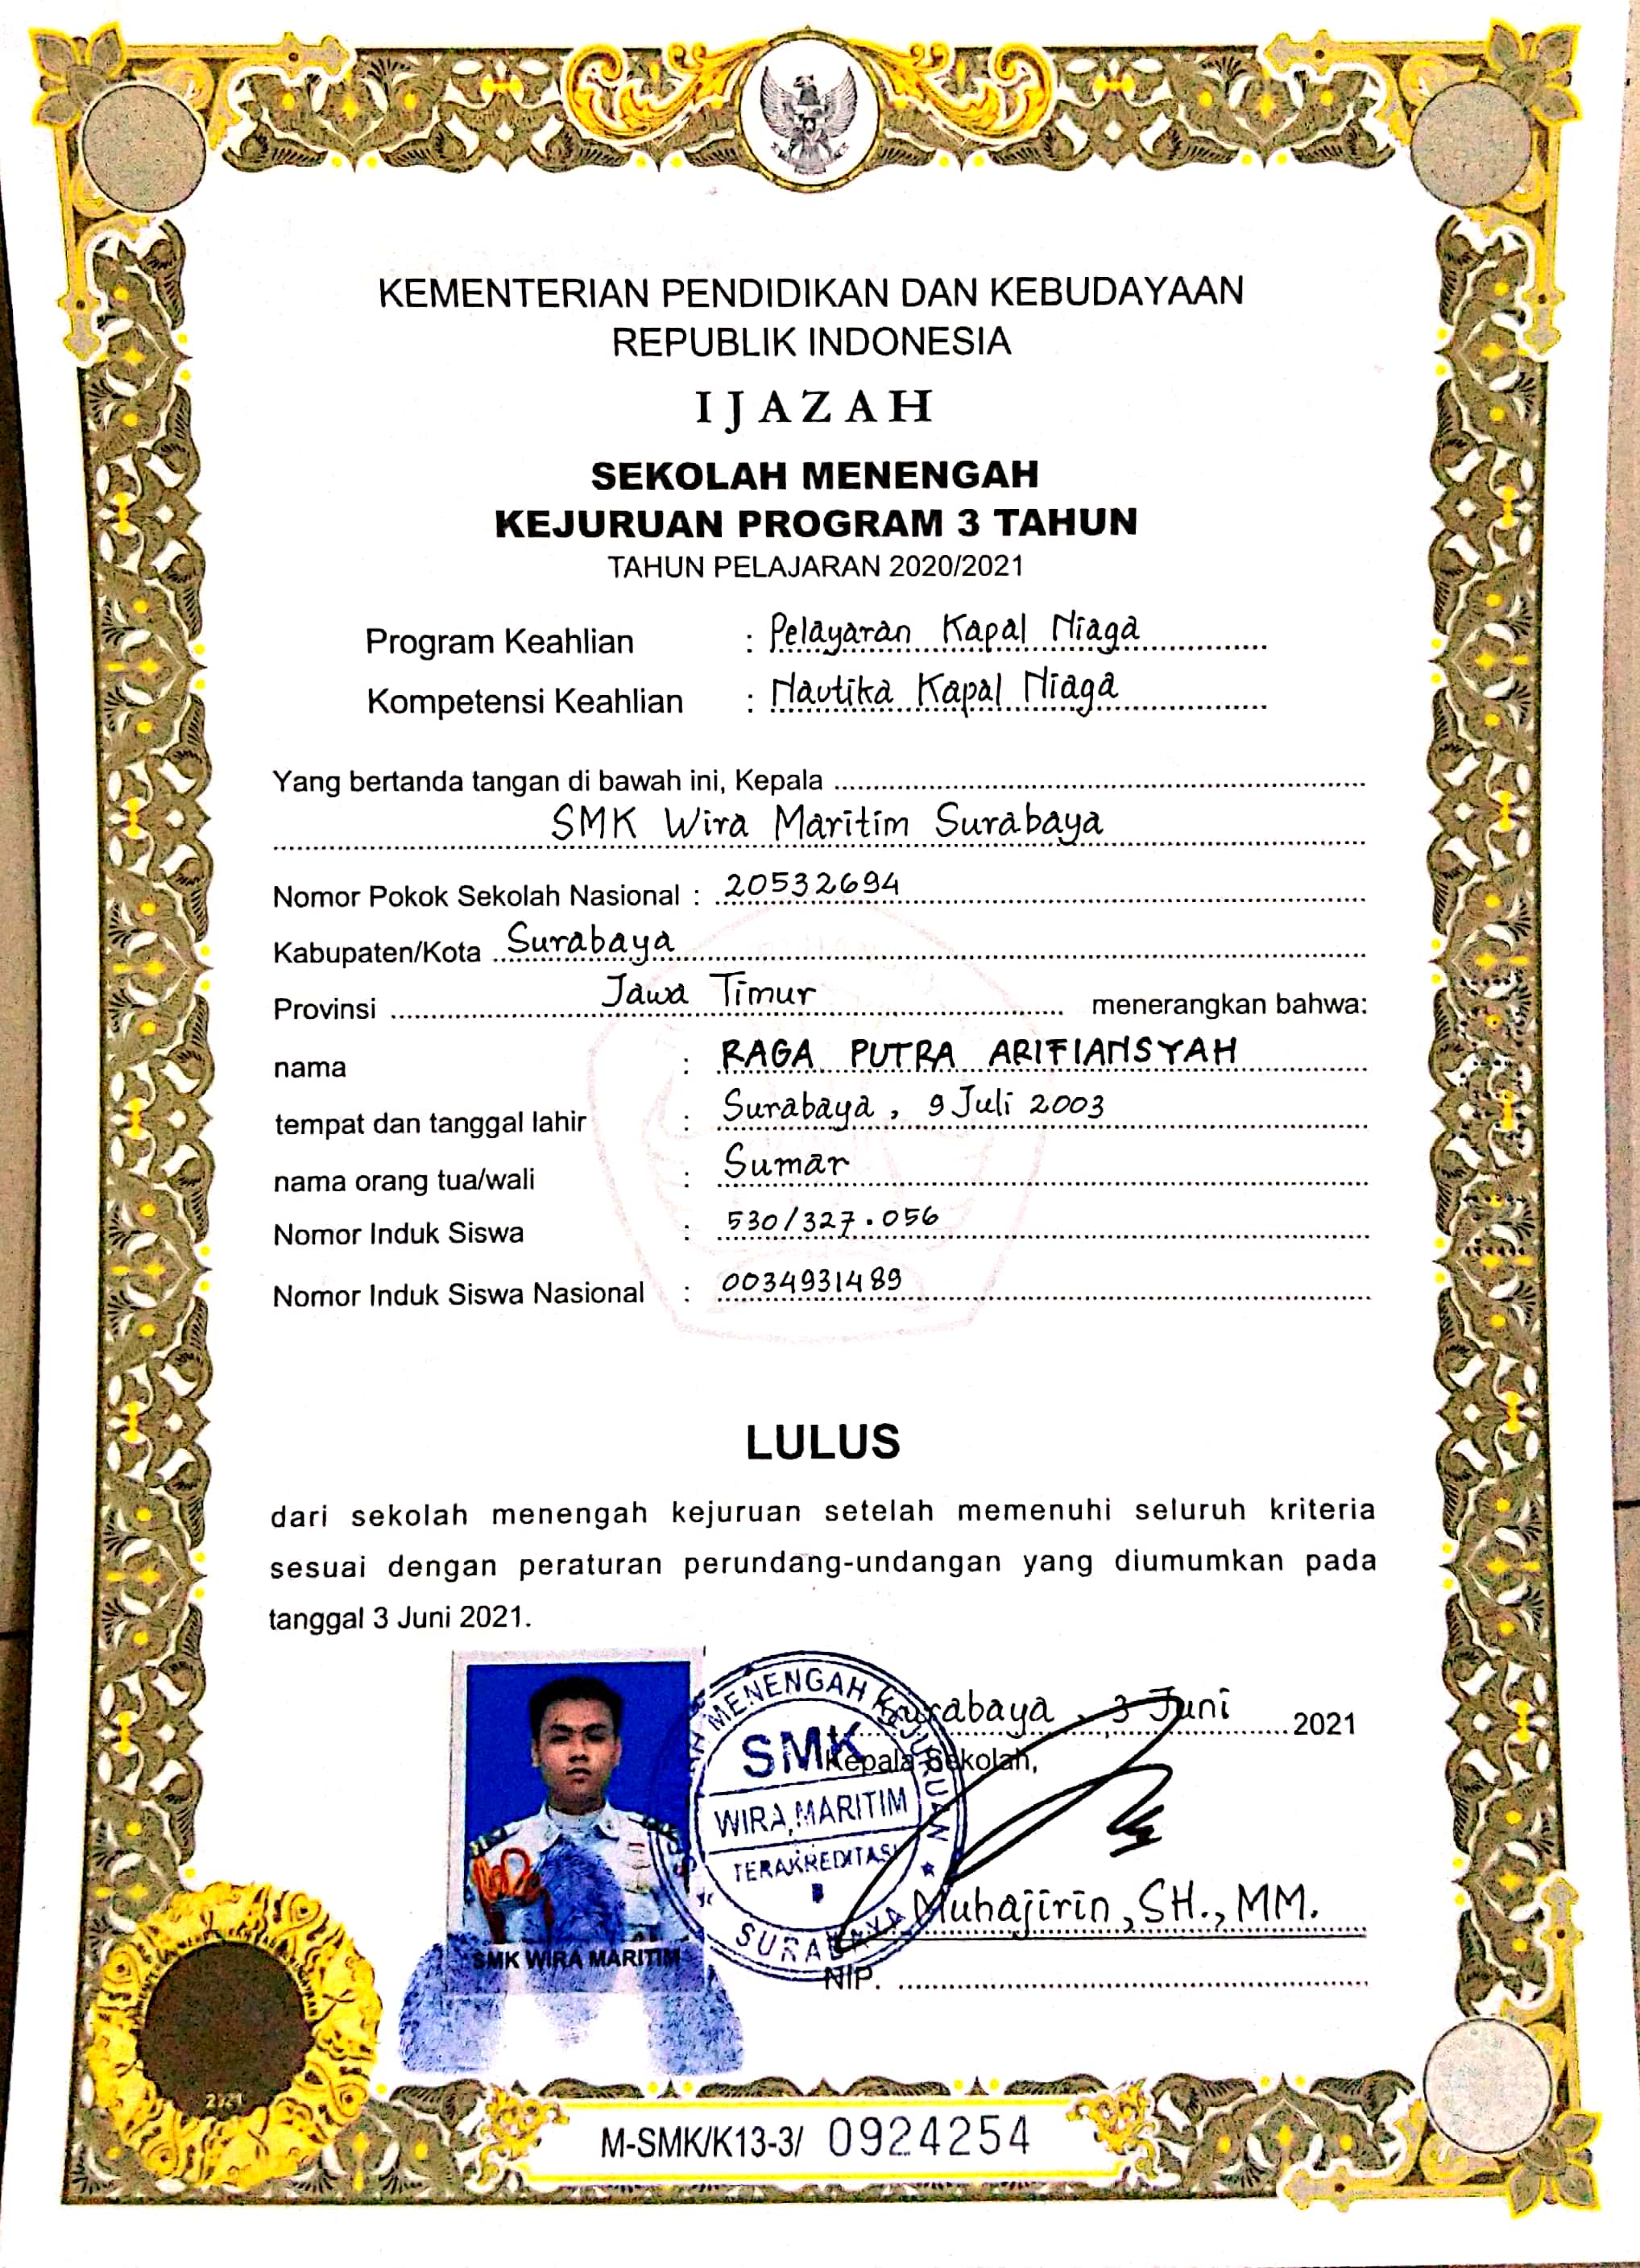 KEMENTERIAN PENDIDIKAN DAN KEBUDAYAAN
REPUBLIK INDONESIA
IJAZAH
SEKOLAH MENENGAH
KEJURUAN PROGRAM 3 TAHUN
TAHUN PELAJARAN 2020/2021
Program Keahlian : Pelayaran Kapal Niaga
Kompetensi Keahlian : Nautika Kapal Niaga
Yang bertanda tangan di bawah ini, Kepala
SMK Wira Maritim Surabaya
Nomor Pokok Sekolah Nasional : 20532694
Kabupaten/Kota Surabaya
Provinsi Jawa Timur menerangkan bahwa:
nama : RAGA PUTRA ARIFIANSYAH
tempat dan tanggal lahir : Surabaya, 9 Juli 2003
nama orang tua/wali : Sumar
Nomor Induk Siswa : 530/327.056
Nomor Induk Siswa Nasional : 0034931489
LULUS
dari sekolah menengah kejuruan setelah memenuhi seluruh kriteria
sesuai dengan peraturan perundang-undangan yang diumumkan pada
tanggal 3 Juni 2021.
Surabaya, 3 Juni 2021
Kepala Sekolah,
MENENGAH KEJURUAN
SMK
WIRA MARITIM
TERAKREDITASI
SURABAYA
Muhajirin, SH., MM.
NIP.
SMK WIRA MARITIM
2021
M-SMK/K13-3/ 0924254